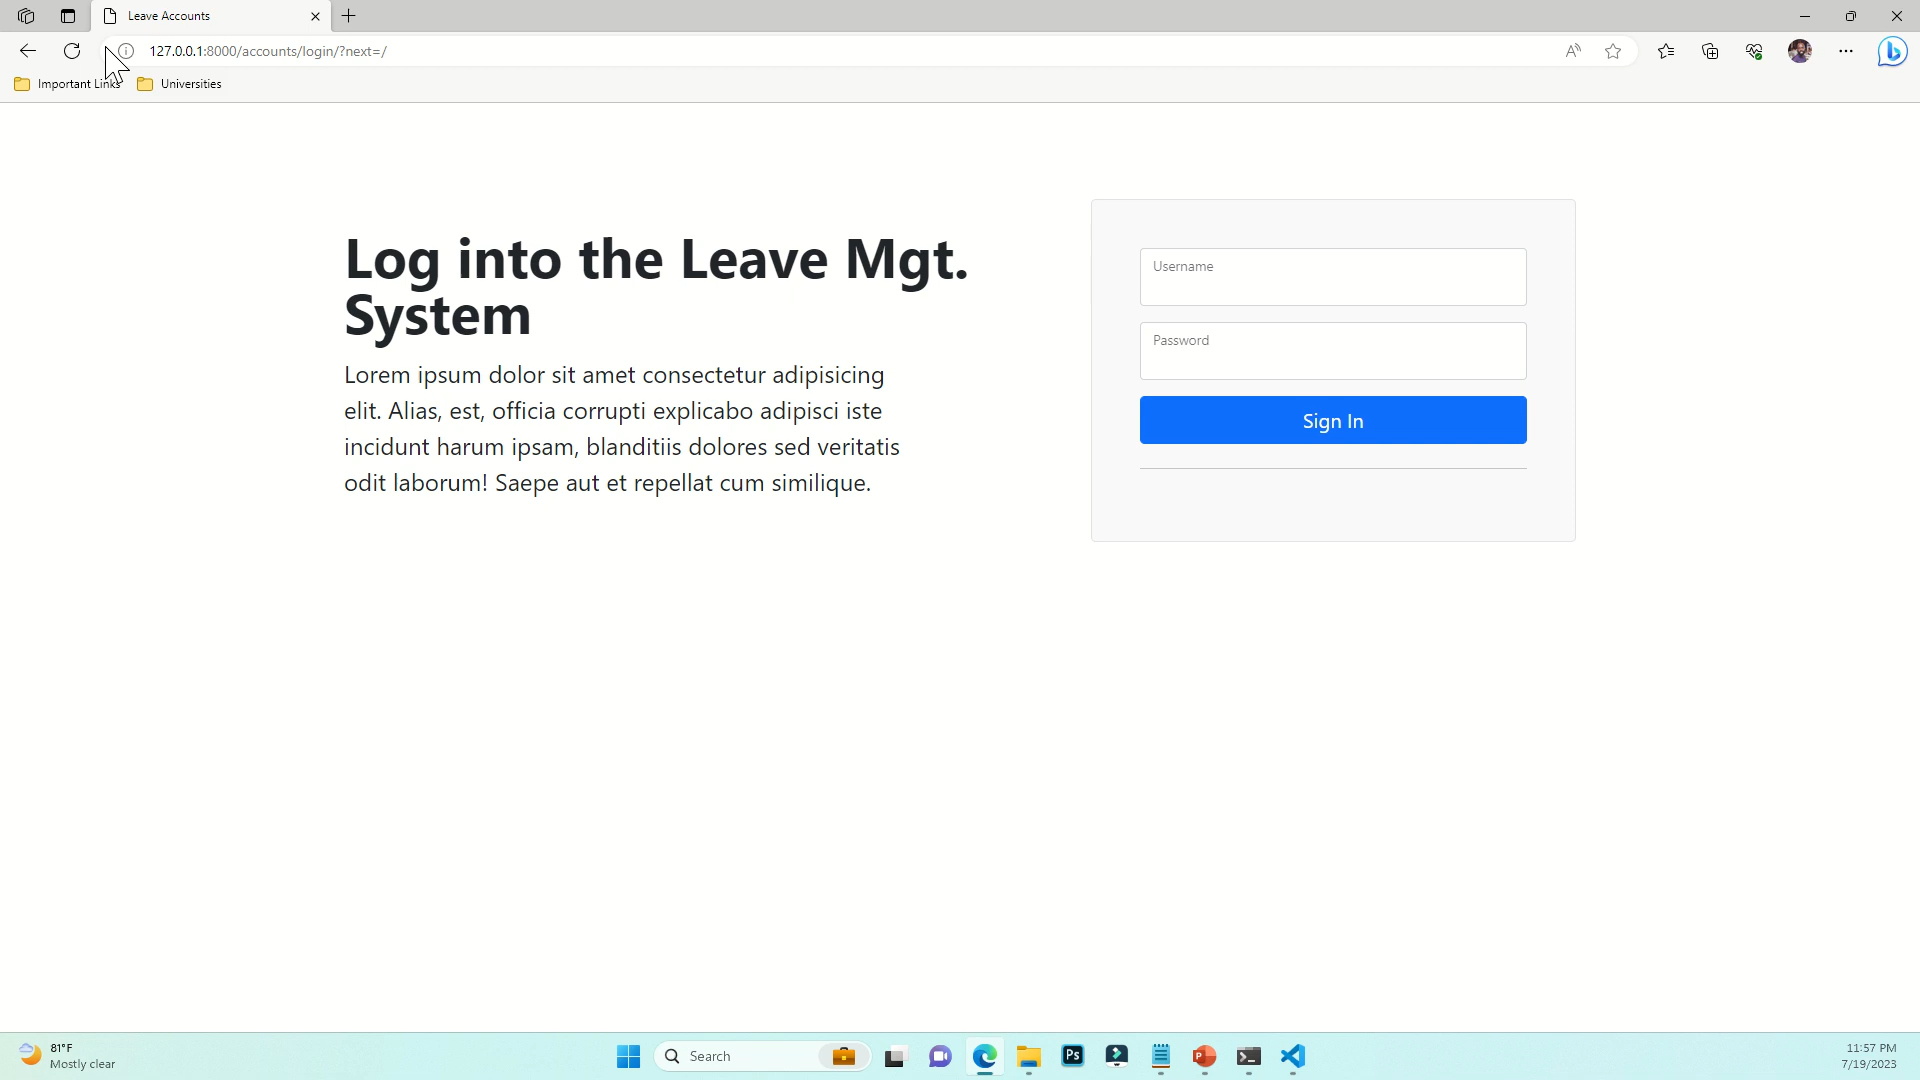 Leave Accounts
127.0.0.1:8000/accounts/login/?next=/
Important Links
Universities
Log into the Leave Mgt.
System
Lorem ipsum dolor sit amet consectetur adipisicing
elit. Alias, est, officia corrupti explicabo adipisci iste
incidunt harum ipsam, blanditiis dolores sed veritatis
odit laborum! Saepe aut et repellat cum similique.
Username
Password
Sign In
81°F
Mostly clear
Search
Ps
P
11:57 PM
7/19/2023